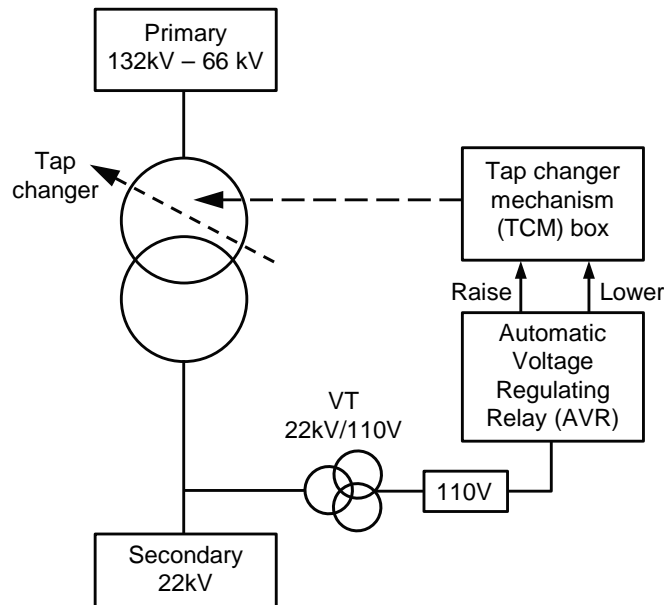 Primary
132kV – 66 kV
Tap
changer
Tap changer
mechanism
(TCM) box
Raise
Lower
Automatic
Voltage
Regulating
Relay (AVR)
VT
22kV/110V
110V
Secondary
22kV